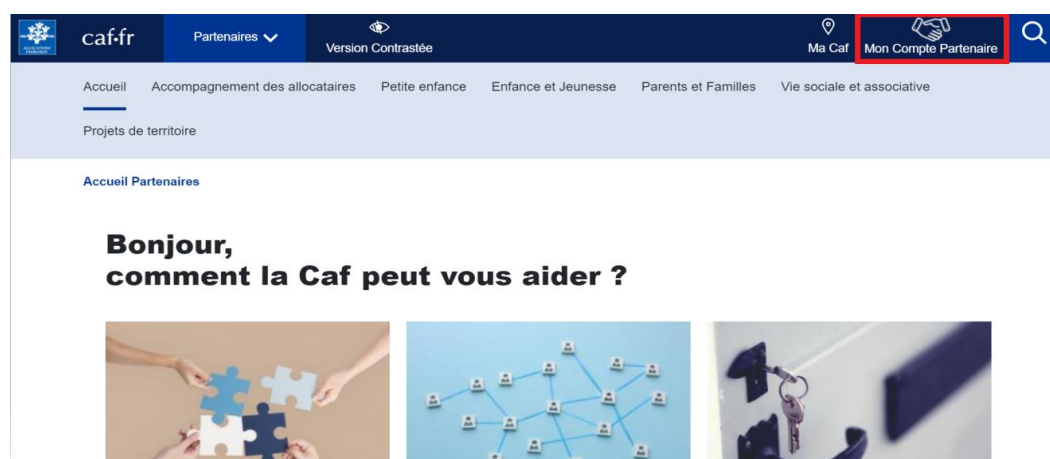 ALLOCATIONS
FAMILIALES
caf·fr
Partenaires
Version Contrastée
Ma Caf
Mon Compte Partenaire
Accueil Accompagnement des allocataires Petite enfance Enfance et Jeunesse Parents et Familles Vie sociale et associative
Projets de territoire
Accueil Partenaires
Bonjour,
comment la Caf peut vous aider ?